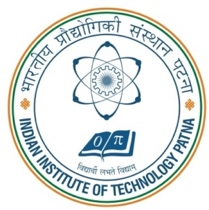 भारतीय प्रौद्योगिकी संस्थान पटना
0 π
विद्यार्थी लभते विद्याम्
INDIAN INSTITUTE OF TECHNOLOGY PATNA